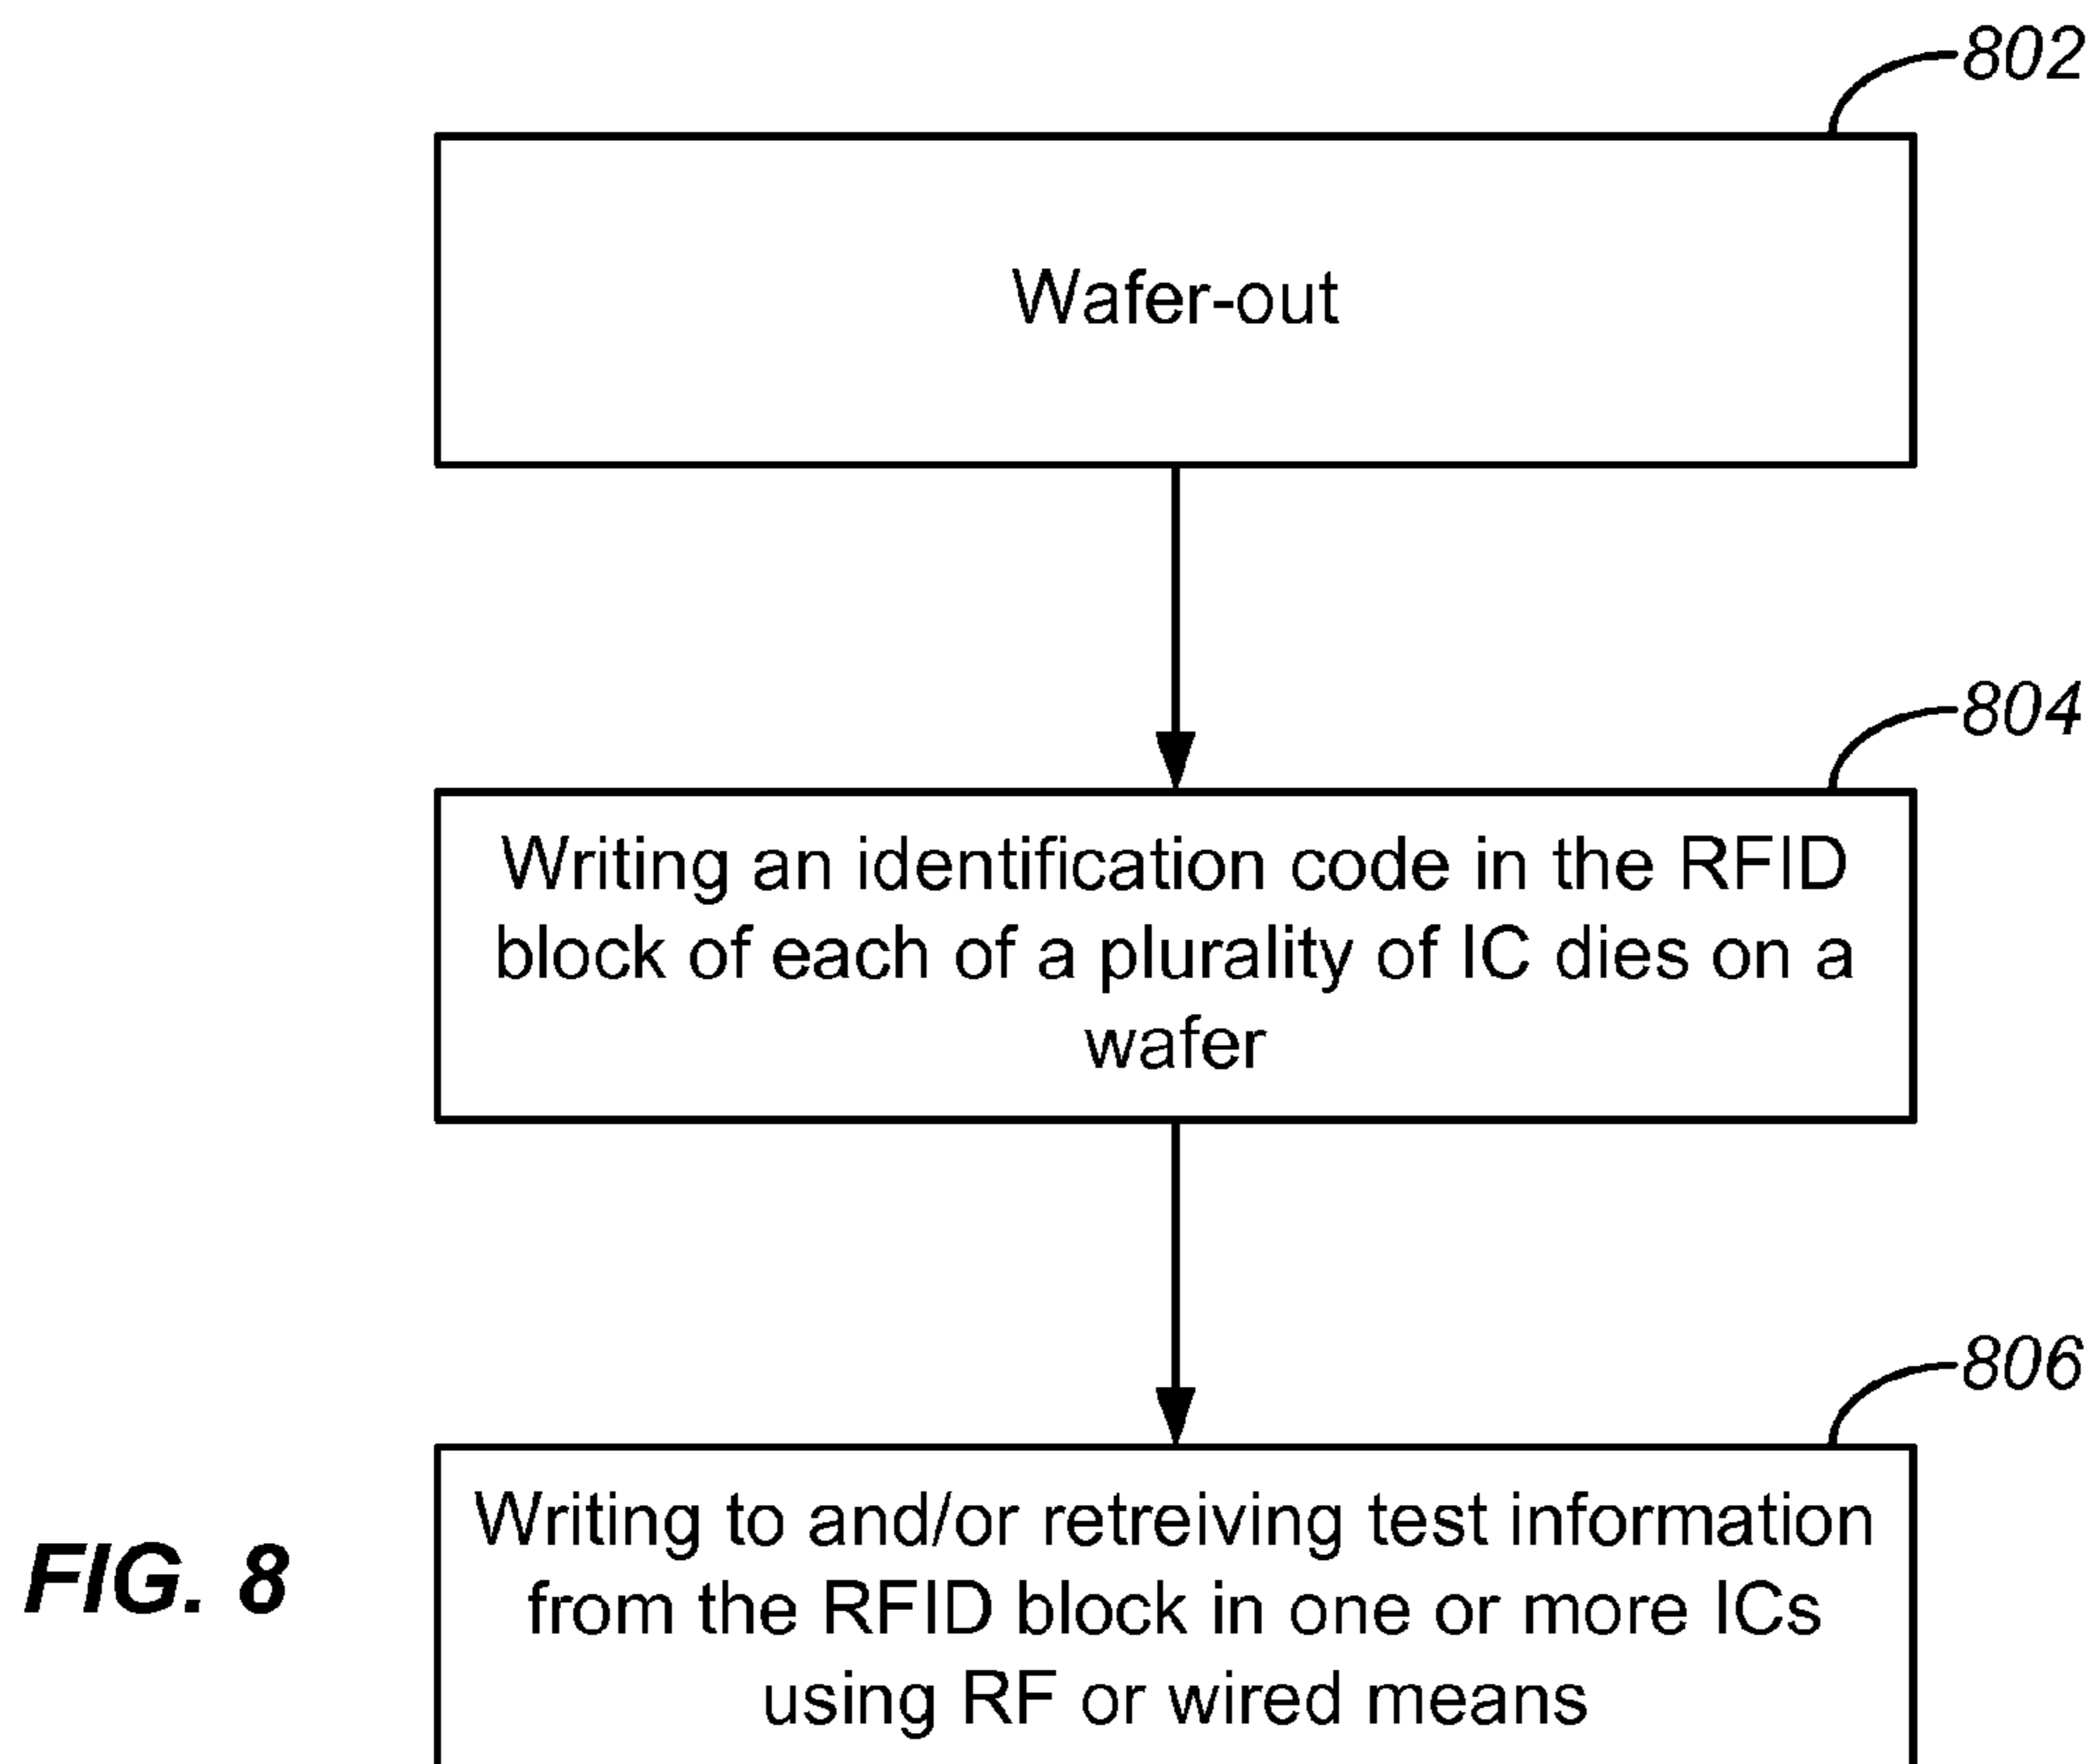 802
Wafer-out
804
Writing an identification code in the RFID
block of each of a plurality of IC dies on a
wafer
806
Writing to and/or retreiving test information
from the RFID block in one or more ICs
using RF or wired means
FIG. 8